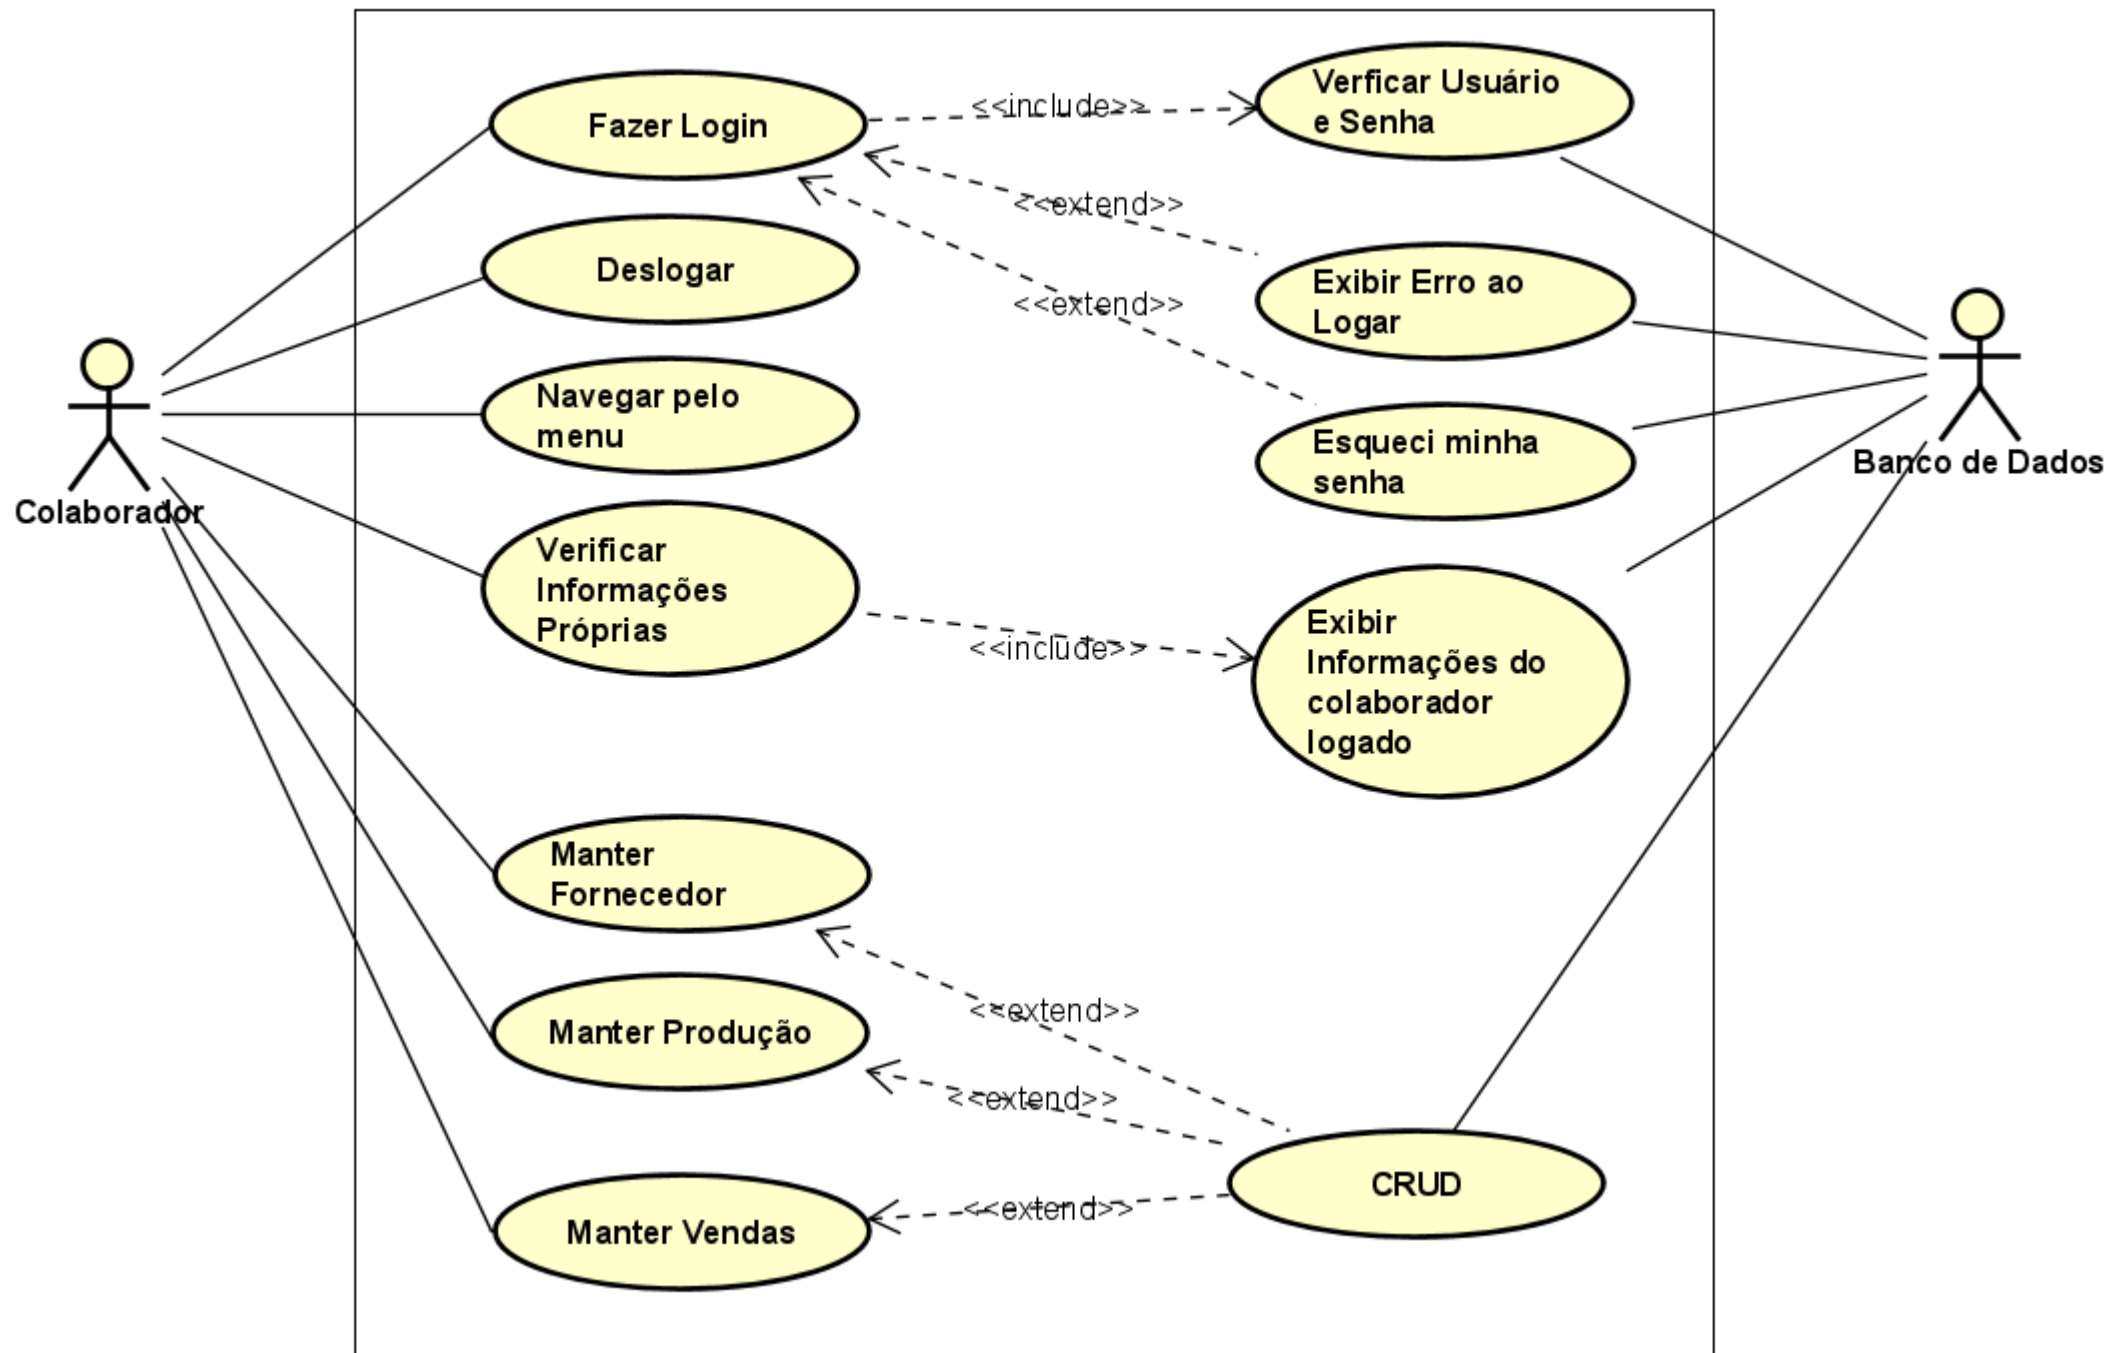 Fazer Login
<<include>>
Verficar Usuário
e Senha
<<extend>>
Deslogar
<<extend>>
Exibir Erro ao
Logar
Navegar pelo
menu
Esqueci minha
senha
Colaborador
Banco de Dados
Verificar
Informações
Próprias
<<include>>
Exibir
Informações do
colaborador
logado
Manter
Fornecedor
<<extend>>
Manter Produção
<<extend>>
CRUD
<<extend>>
Manter Vendas